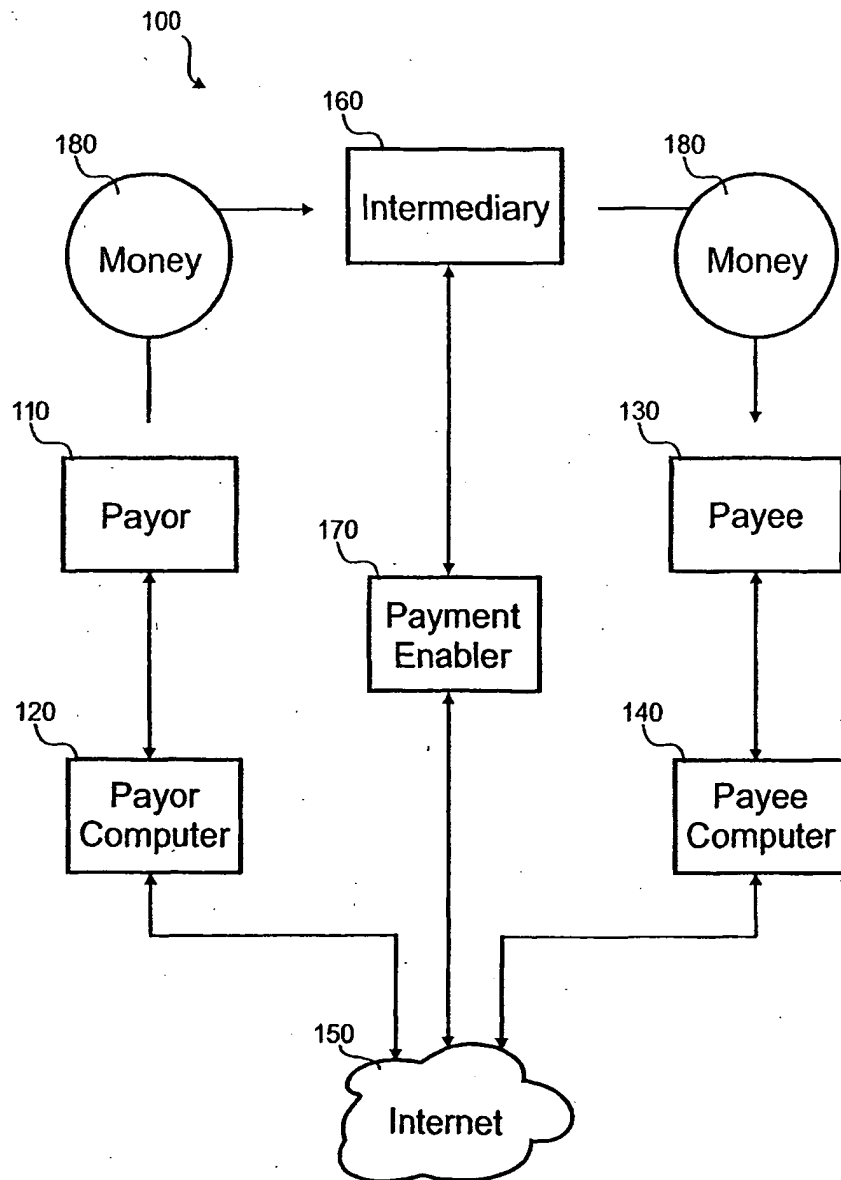 100
160
180
180
Intermediary
Money
Money
110
130
Payor
Payee
170
Payment
Enabler
120
140
Payor
Computer
Payee
Computer
150
Internet